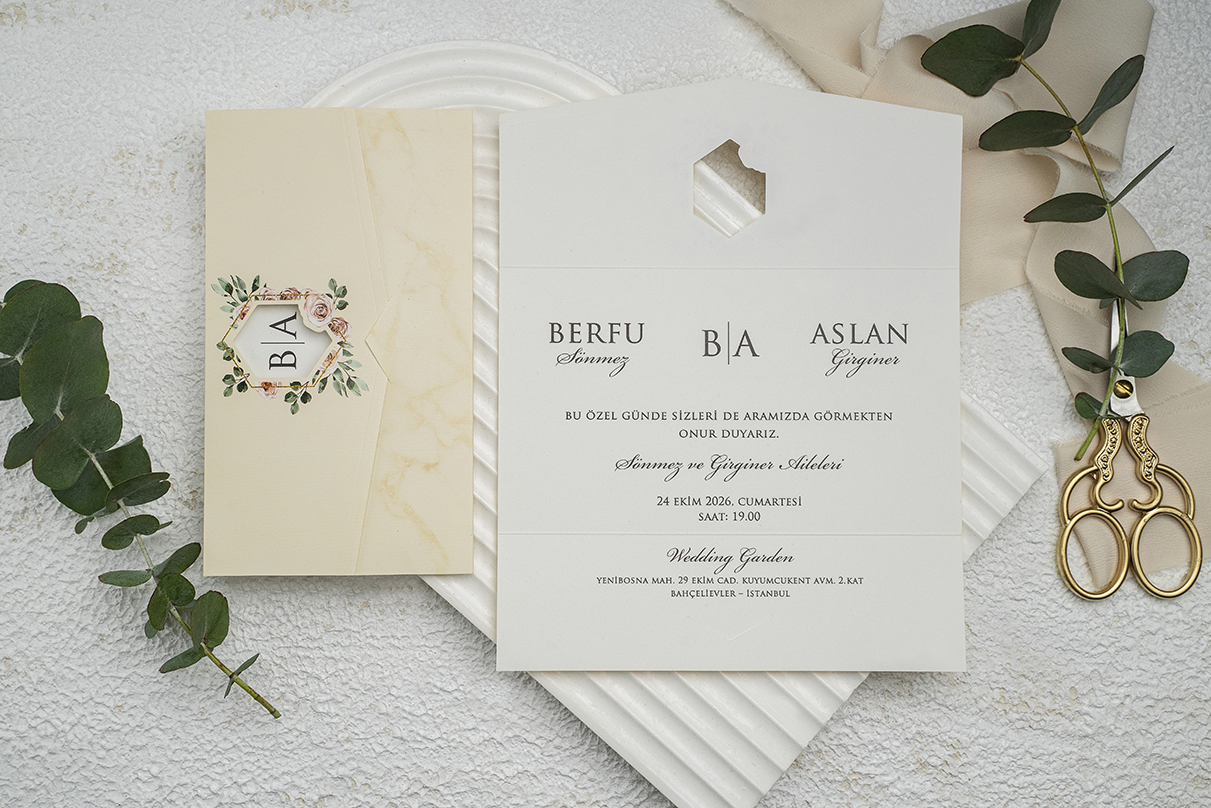 B|A
BERFU
Sönmez
B|A
ASLAN
Girginer
BU ÖZEL GÜNDE SİZLERİ DE ARAMIZDA GÖRMEKTEN
ONUR DUYARIZ.
Sönmez ve Girginer Aileleri
24 EKİM 2026, CUMARTESİ
SAAT: 19.00
Wedding Garden
YENİBOSNA MAH. 29 EKİM CAD. KUYUMCUKENT AVM. 2.KAT
BAHÇELİEVLER – İSTANBUL